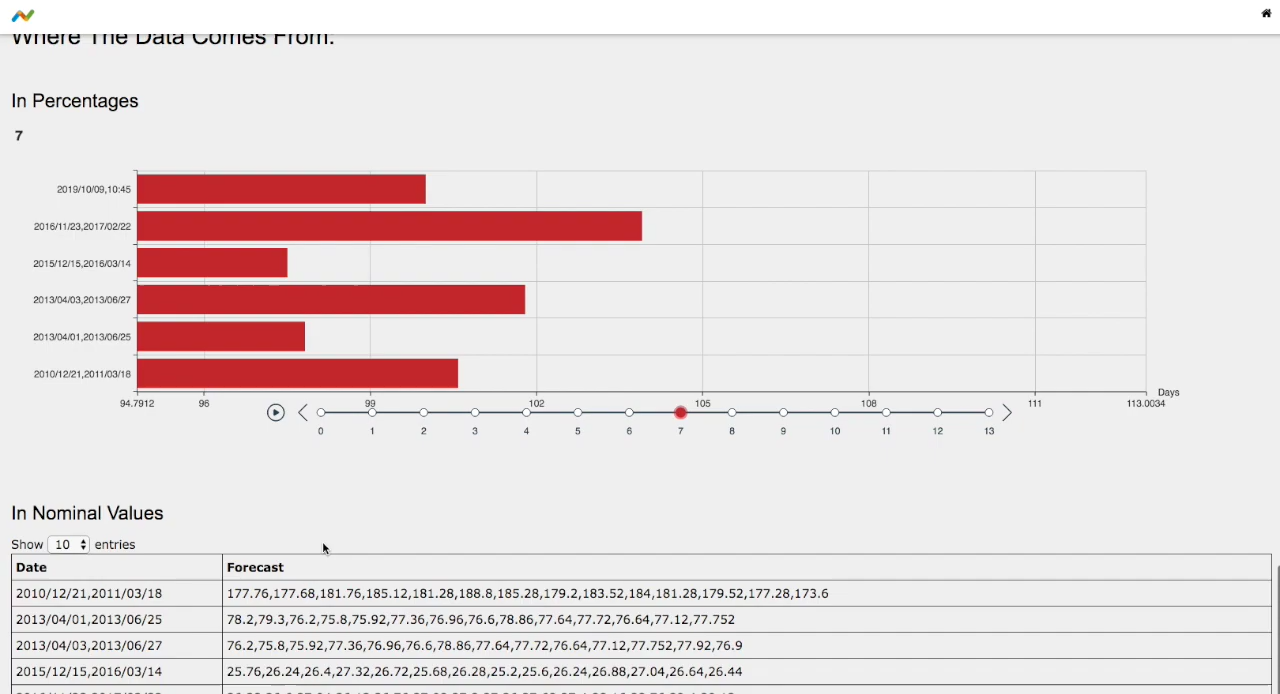 Where The Data Comes From:
In Percentages
7
2019/10/09,10:45
2016/11/23,2017/02/22
2015/12/15,2016/03/14
2013/04/03,2013/06/27
2013/04/01,2013/06/25
2010/12/21,2011/03/18
94.7912 96 99 102 105 108 111 113.0034 Days
0 1 2 3 4 5 6 7 8 9 10 11 12 13
In Nominal Values
Show 10 entries
Date Forecast
2010/12/21,2011/03/18 177.76,177.68,181.76,185.12,181.28,188.8,185.28,179.2,183.52,184,181.28,179.52,177.28,173.6
2013/04/01,2013/06/25 78.2,79.3,76.2,75.8,75.92,77.36,76.96,76.6,78.86,77.64,77.72,76.64,77.12,77.752
2013/04/03,2013/06/27 76.2,75.8,75.92,77.36,76.96,76.6,78.86,77.64,77.72,76.64,77.12,77.752,77.92,76.9
2015/12/15,2016/03/14 25.76,26.24,26.4,27.32,26.72,25.68,26.28,25.2,25.6,26.24,26.88,27.04,26.64,26.44